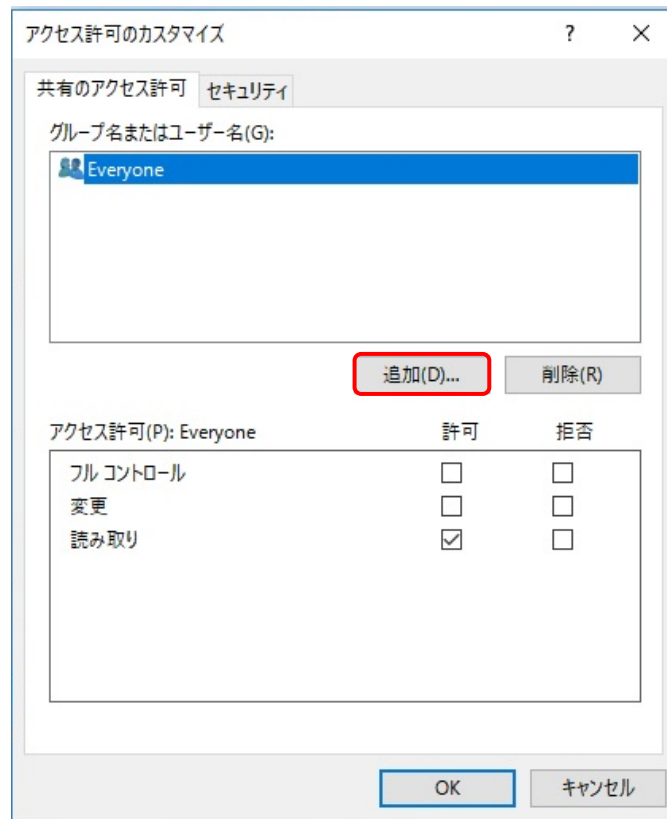 アクセス許可のカスタマイズ ? ×
共有のアクセス許可 セキュリティ
グループ名またはユーザー名(G):
Everyone
追加(D)... 削除(R)
アクセス許可(P): Everyone 許可 拒否
フル コントロール
変更
読み取り
OK キャンセル